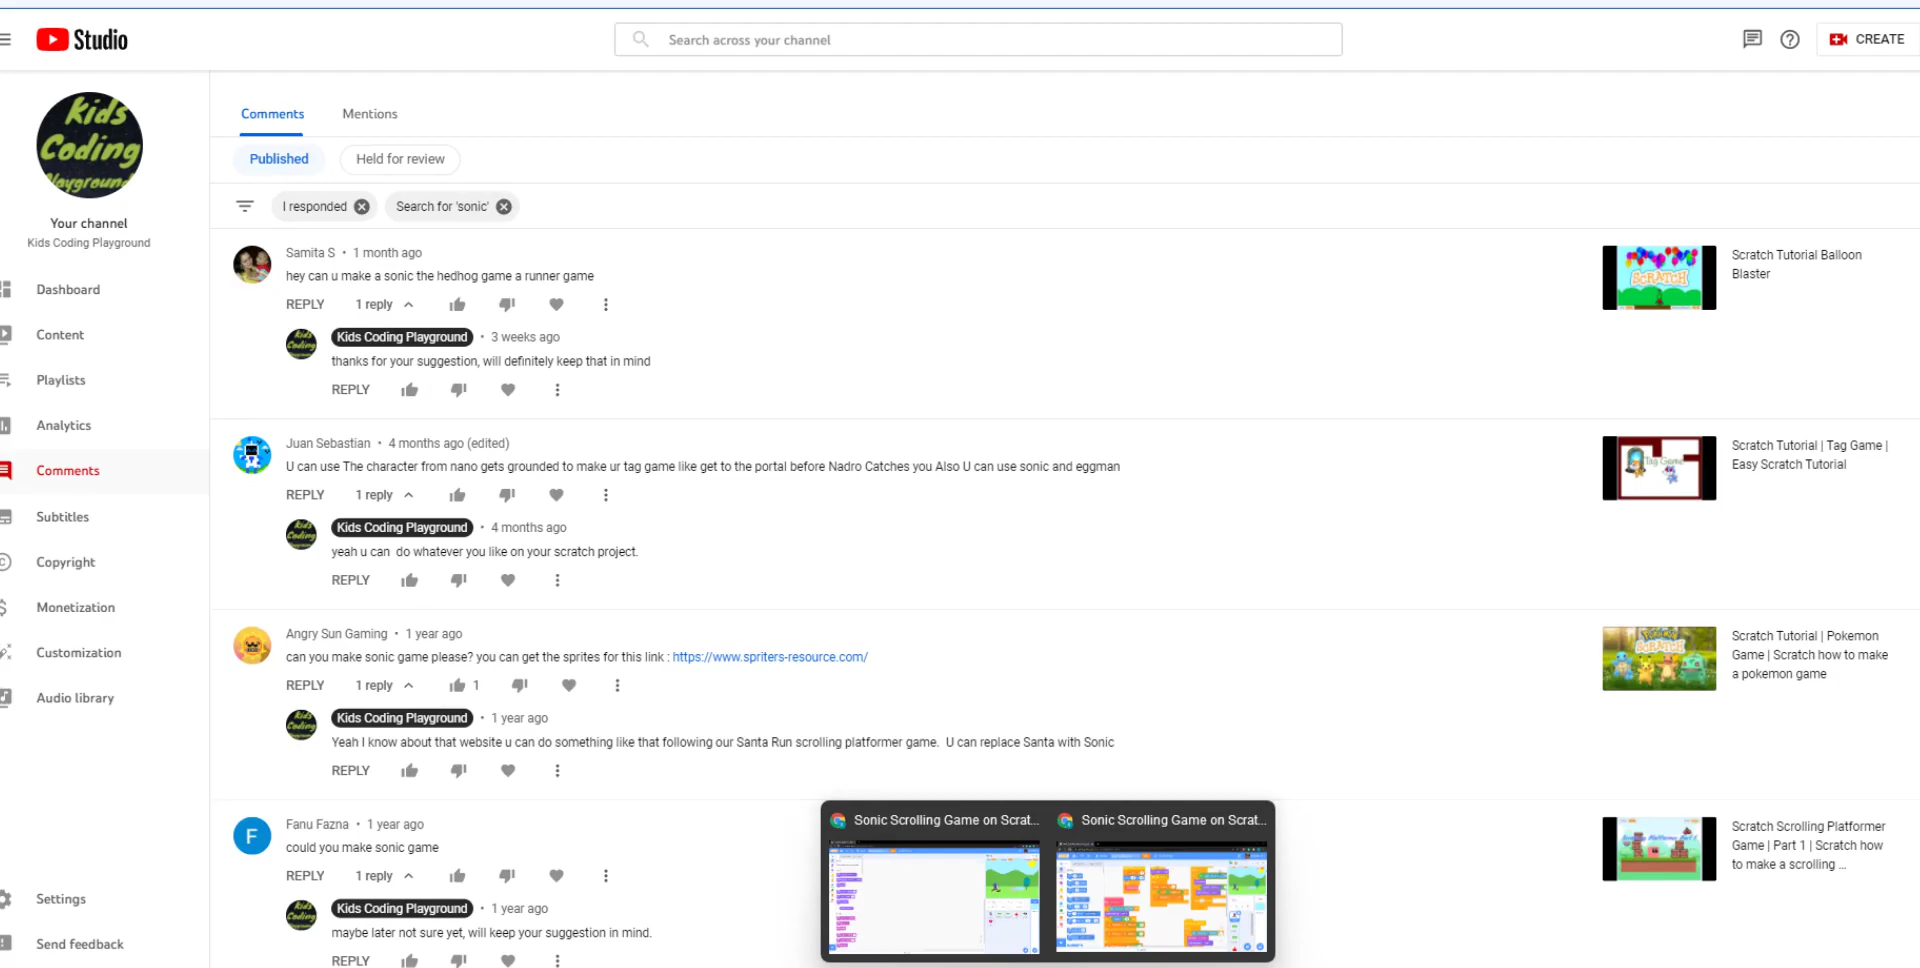 Studio
Search across your channel
CREATE
Kids
Coding
Playground
Your channel
Kids Coding Playground
Dashboard
Content
Playlists
Analytics
Comments
Subtitles
Copyright
Monetization
Customization
Audio library
Settings
Send feedback
Comments
Mentions
Published
Held for review
I responded
Search for 'sonic'
Samita S • 1 month ago
hey can u make a sonic the hedhog game a runner game
REPLY 1 reply
Kids Coding Playground • 3 weeks ago
thanks for your suggestion, will definitely keep that in mind
REPLY
Scratch Tutorial Balloon
Blaster
Juan Sebastian • 4 months ago (edited)
U can use The character from nano gets grounded to make ur tag game like get to the portal before Nadro Catches you Also U can use sonic and eggman
REPLY 1 reply
Kids Coding Playground • 4 months ago
yeah u can do whatever you like on your scratch project.
REPLY
Scratch Tutorial | Tag Game |
Easy Scratch Tutorial
Angry Sun Gaming • 1 year ago
can you make sonic game please? you can get the sprites for this link : https://www.spriters-resource.com/
REPLY 1 reply 1
Kids Coding Playground • 1 year ago
Yeah I know about that website u can do something like that following our Santa Run scrolling platformer game. U can replace Santa with Sonic
REPLY
Scratch Tutorial | Pokemon
Game | Scratch how to make
a pokemon game
F
Fanu Fazna • 1 year ago
could you make sonic game
REPLY 1 reply
Kids Coding Playground • 1 year ago
maybe later not sure yet, will keep your suggestion in mind.
REPLY
Scratch Scrolling Platformer
Game | Part 1 | Scratch how
to make a scrolling ...
Sonic Scrolling Game on Scrat...
Sonic Scrolling Game on Scrat...